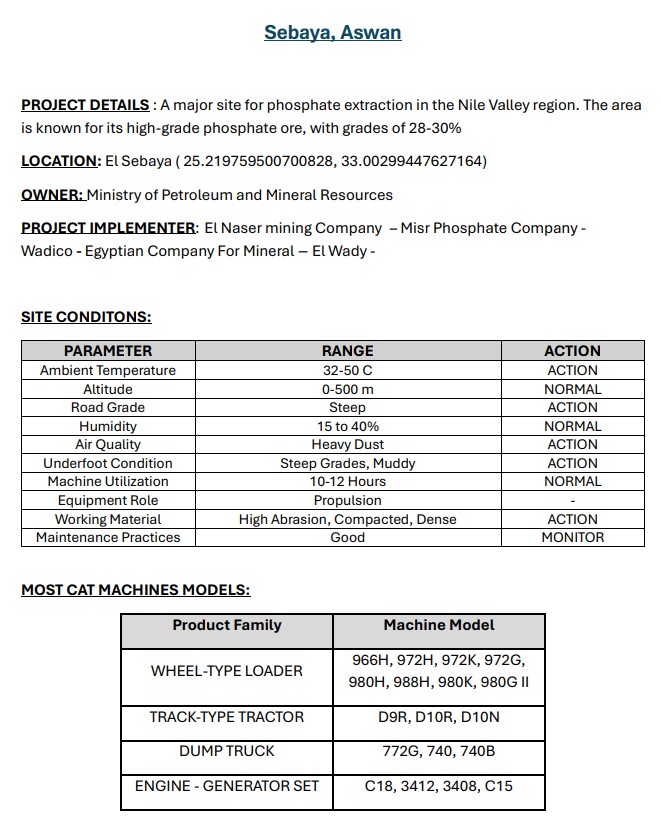 Sebaya, Aswan
PROJECT DETAILS : A major site for phosphate extraction in the Nile Valley region. The area
is known for its high-grade phosphate ore, with grades of 28-30%
LOCATION: El Sebaya ( 25.219759500700828, 33.00299447627164)
OWNER: Ministry of Petroleum and Mineral Resources
PROJECT IMPLEMENTER: El Naser mining Company – Misr Phosphate Company -
Wadico - Egyptian Company For Mineral – El Wady -
SITE CONDITONS:
PARAMETER RANGE ACTION
Ambient Temperature 32-50 C ACTION
Altitude 0-500 m NORMAL
Road Grade Steep ACTION
Humidity 15 to 40% NORMAL
Air Quality Heavy Dust ACTION
Underfoot Condition Steep Grades, Muddy ACTION
Machine Utilization 10-12 Hours NORMAL
Equipment Role Propulsion -
Working Material High Abrasion, Compacted, Dense ACTION
Maintenance Practices Good MONITOR
MOST CAT MACHINES MODELS:
Product Family Machine Model
WHEEL-TYPE LOADER 966H, 972H, 972K, 972G,
980H, 988H, 980K, 980G II
TRACK-TYPE TRACTOR D9R, D10R, D10N
DUMP TRUCK 772G, 740, 740B
ENGINE - GENERATOR SET C18, 3412, 3408, C15